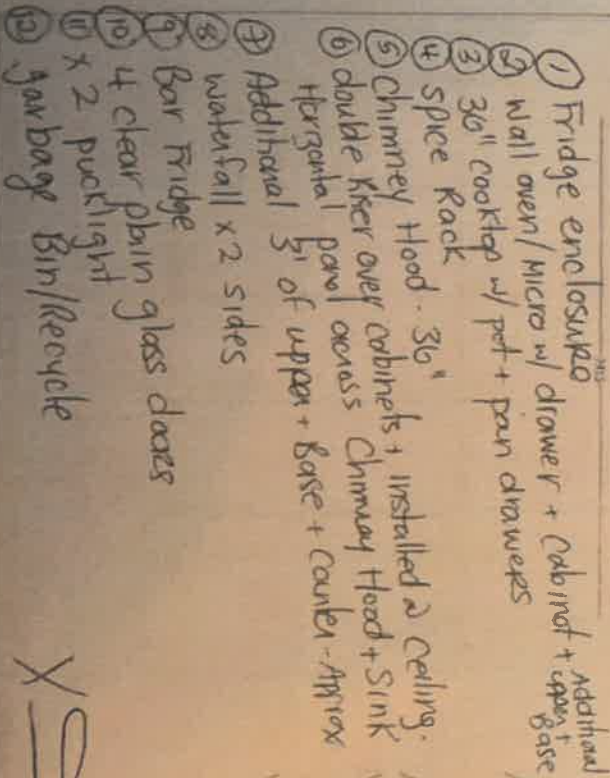 ① Fridge enclosure
② wall oven/Micro w/ drawer + cabinet + Additional upper + Base
③ 36" cooktop w/ pot + pan drawers
④ spice Rack
⑤ chimney Hood - 36"
⑥ double Riser over cabinets + installed 2 ceiling.
Horizontal panel across Chimney Hood + Sink
⑦ Additional 3' of upper + Base + Counter - Approx
⑧ waterfall x 2 sides
⑨ Bar Fridge
⑩ 4 clear plain glass doors
⑪ x 2 pucklight
⑫ garbage Bin/Recycle
X